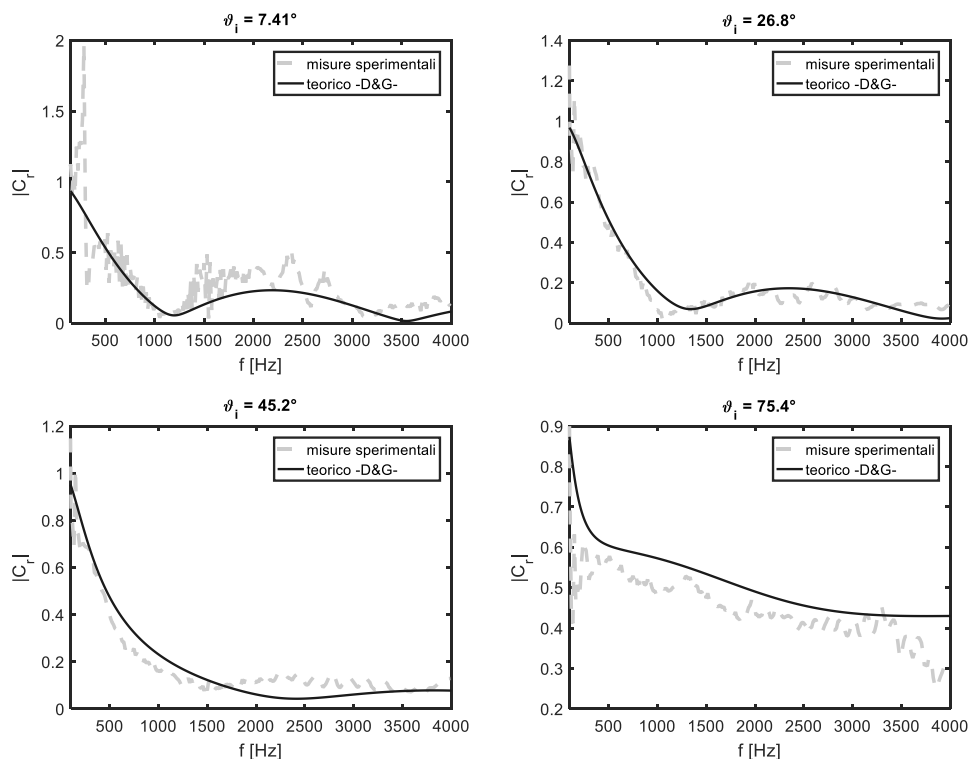 ϑi = 7.41°
2
1.5
1
0.5
0
|Cr|
misure sperimentali
teorico -D&G-
500 1000 1500 2000 2500 3000 3500 4000
f [Hz]
ϑi = 26.8°
1.4
1.2
1
0.8
0.6
0.4
0.2
0
|Cr|
misure sperimentali
teorico -D&G-
500 1000 1500 2000 2500 3000 3500 4000
f [Hz]
ϑi = 45.2°
1.2
1
0.8
0.6
0.4
0.2
0
|Cr|
misure sperimentali
teorico -D&G-
500 1000 1500 2000 2500 3000 3500 4000
f [Hz]
ϑi = 75.4°
0.9
0.8
0.7
0.6
0.5
0.4
0.3
0.2
|Cr|
misure sperimentali
teorico -D&G-
500 1000 1500 2000 2500 3000 3500 4000
f [Hz]